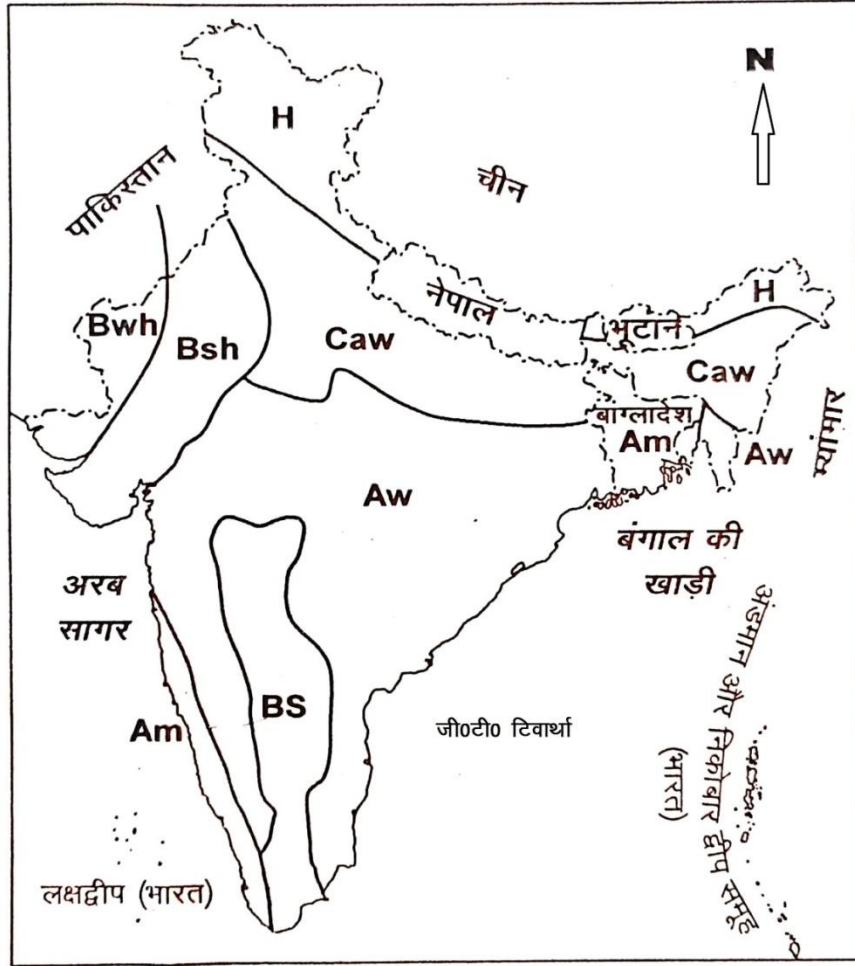 N
H
चीन
पाकिस्तान
नेपाल
भूटान
H
Bwh
Bsh
Caw
Caw
बाग्लादेश
Am
Aw
म्यांमार
Aw
बंगाल की
खाड़ी
अरब
सागर
BS
Am
जी0टी0 टिवार्था
अंडमान और निकोबार द्वीप समूह
(भारत)
लक्षद्वीप (भारत)